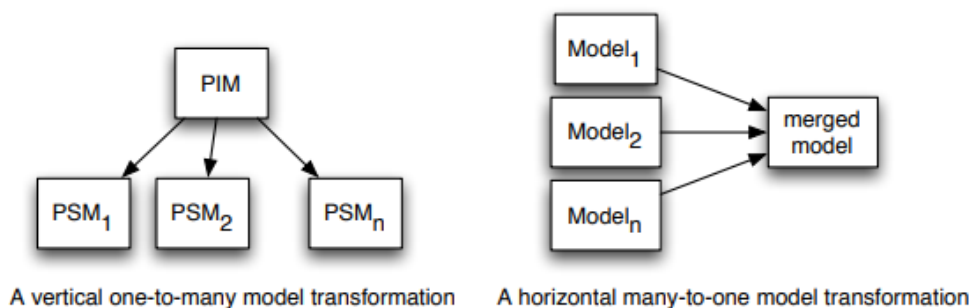 PIM
PSM1
PSM2
PSMn
A vertical one-to-many model transformation
Model1
Model2
Modeln
merged
model
A horizontal many-to-one model transformation